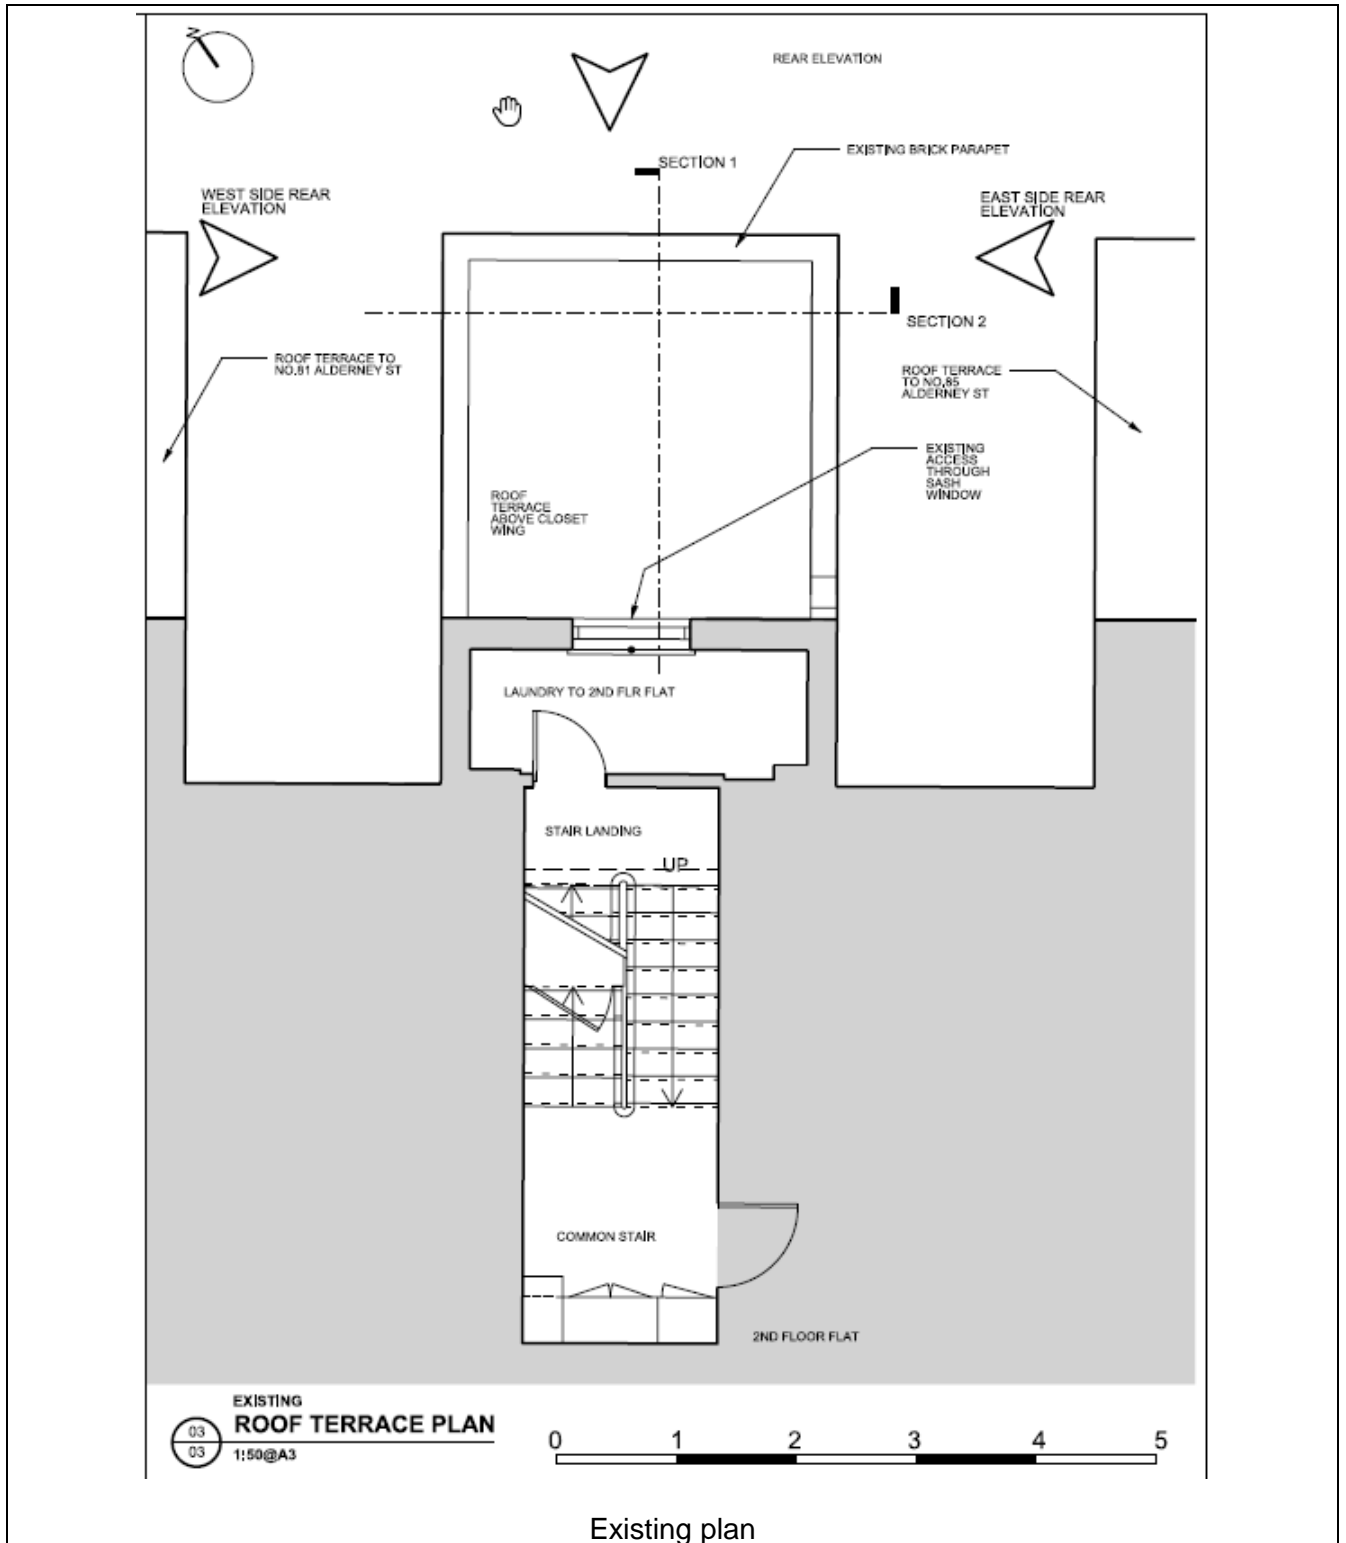 N
REAR ELEVATION
SECTION 1
EXISTING BRICK PARAPET
WEST SIDE REAR
ELEVATION
EAST SIDE REAR
ELEVATION
SECTION 2
ROOF TERRACE TO
NO.81 ALDERNEY ST
ROOF TERRACE
TO NO.85
ALDERNEY ST
EXISTING
ACCESS
THROUGH
SASH
WINDOW
ROOF
TERRACE
ABOVE CLOSET
WING
LAUNDRY TO 2ND FLR FLAT
STAIR LANDING
UP
COMMON STAIR
2ND FLOOR FLAT
EXISTING
03
ROOF TERRACE PLAN
03
1:50@A3
0 1 2 3 4 5
Existing plan